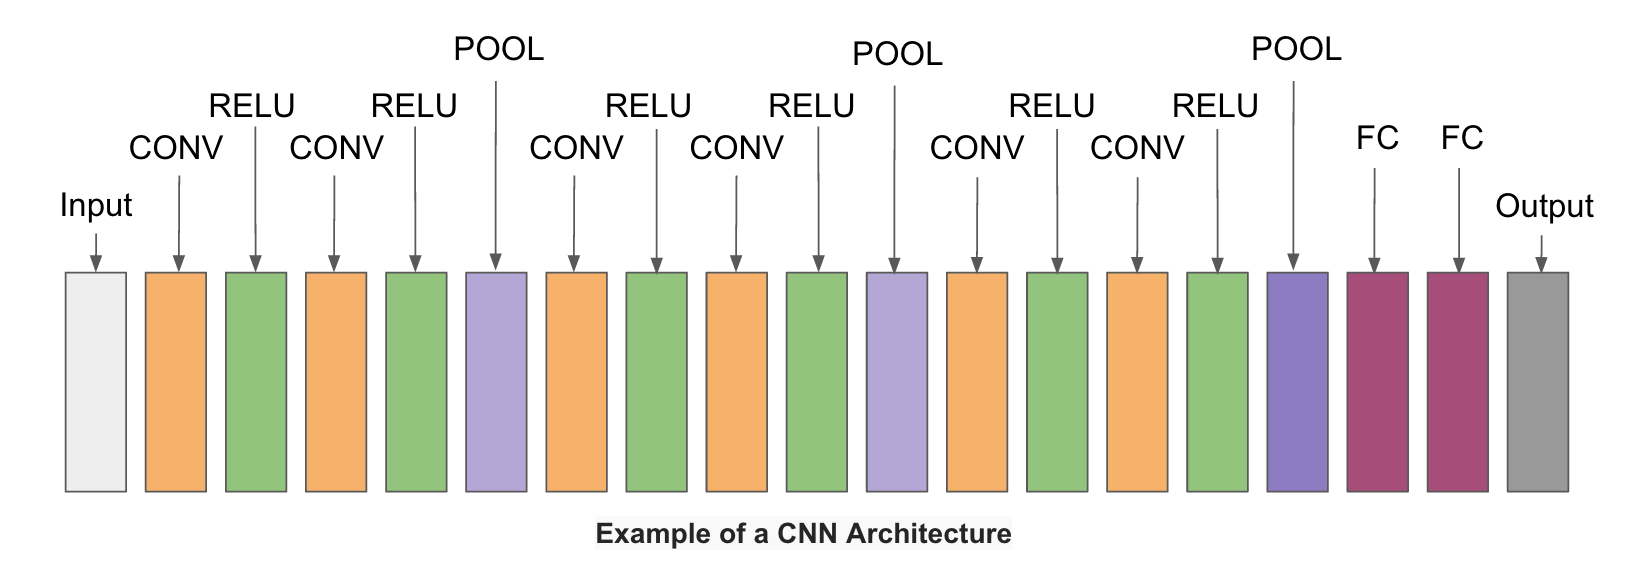 Input
CONV
RELU
CONV
RELU
POOL
CONV
RELU
CONV
RELU
POOL
CONV
RELU
CONV
RELU
POOL
FC
FC
Output
Example of a CNN Architecture